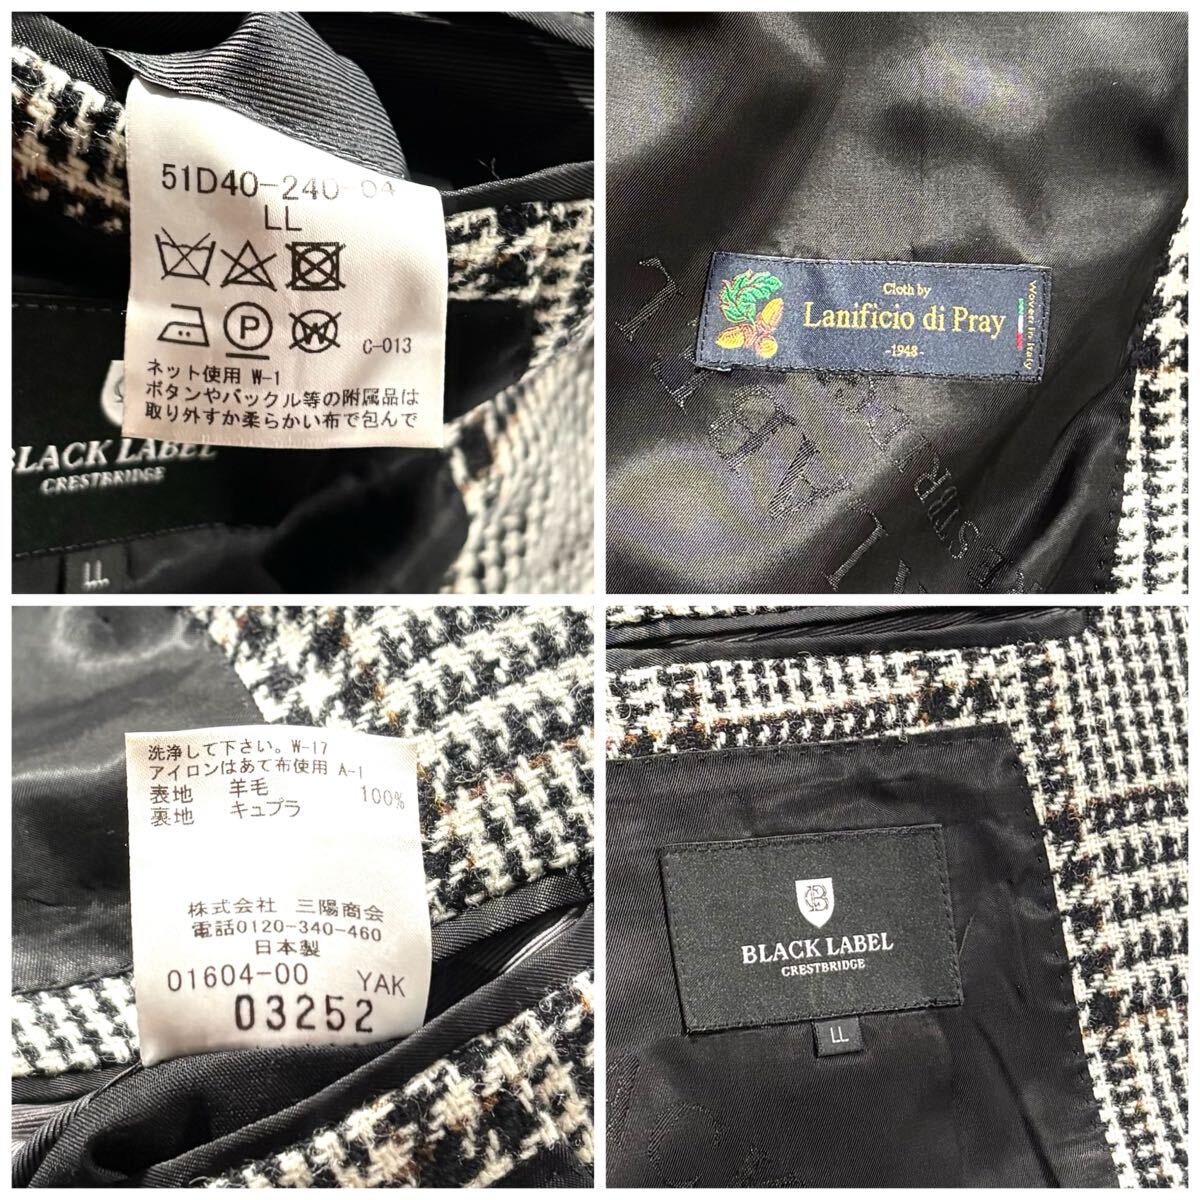 51D40-240-04
LL
C-013
ネット使用 W-1
ボタンやバックル等の附属品は
取り外すか柔らかい布で包んで
BLACK LABEL
CRESTBRIDGE
LL
Cloth by
Lanificio di Pray
-1948-
Woven in Italy
洗浄して下さい。W-17
アイロンはあて布使用 A-1
表地 羊毛 100%
裏地 キュプラ
株式会社 三陽商会
電話0120-340-460
日本製
01604-00 YAK
03252
BLACK LABEL
CRESTBRIDGE
LL